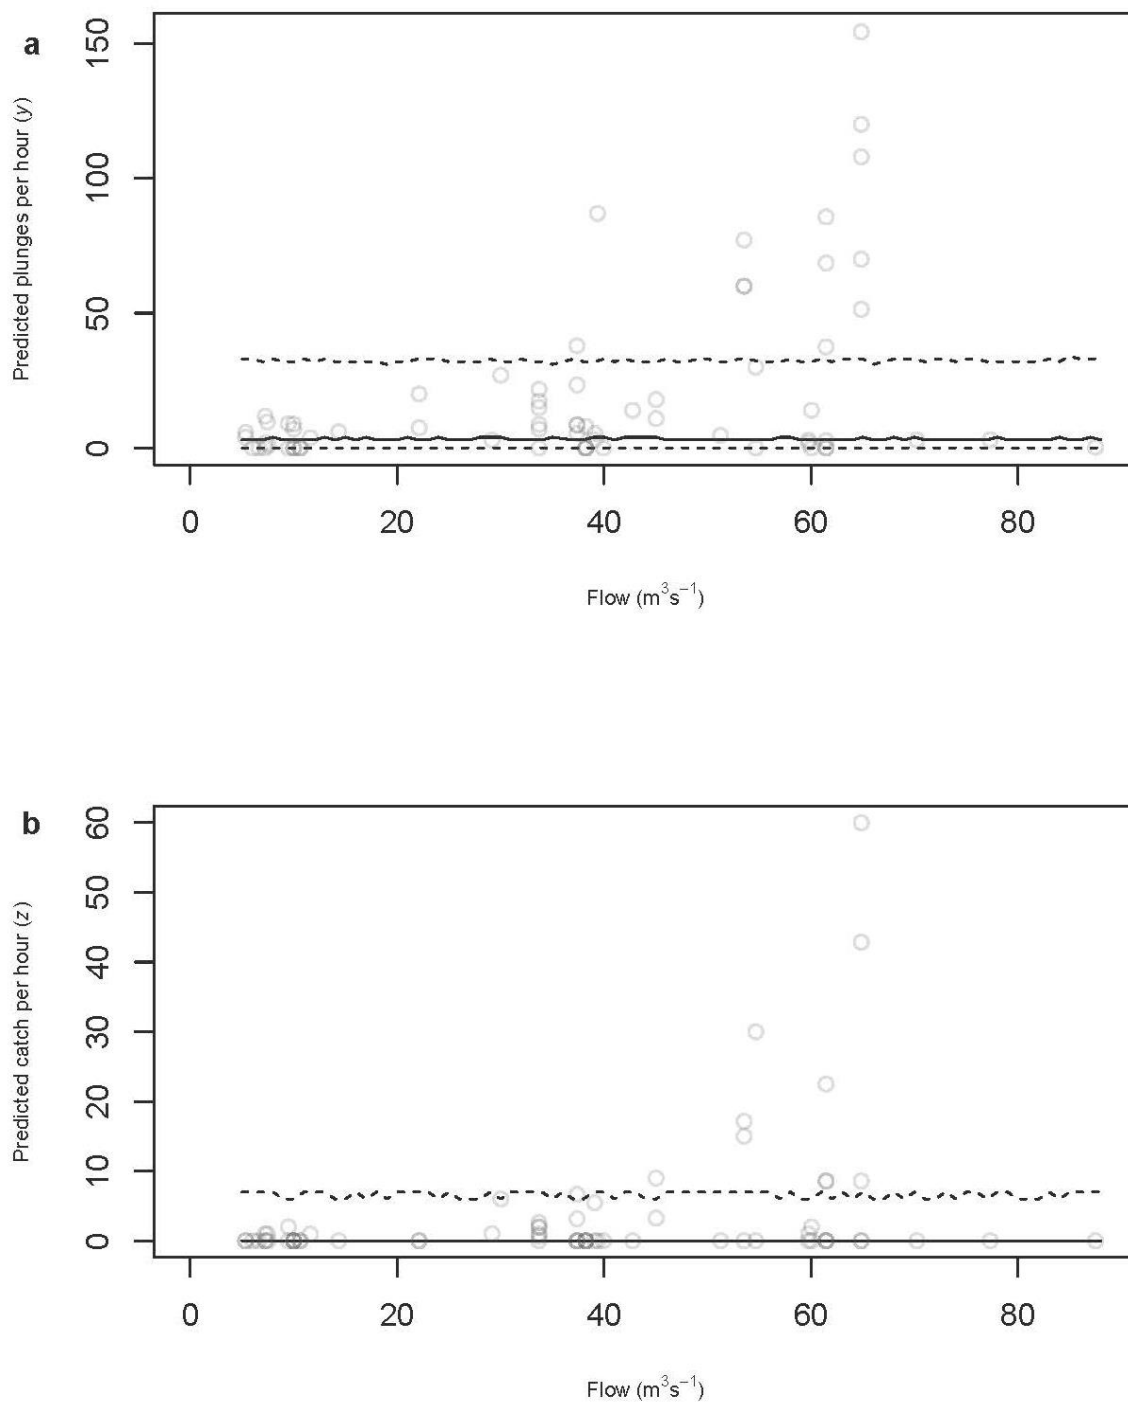 a
Predicted plunges per hour (y)
150
100
50
0
0 20 40 60 80
Flow (m³s⁻¹)
b
Predicted catch per hour (z)
60
50
40
30
20
10
0
0 20 40 60 80
Flow (m³s⁻¹)